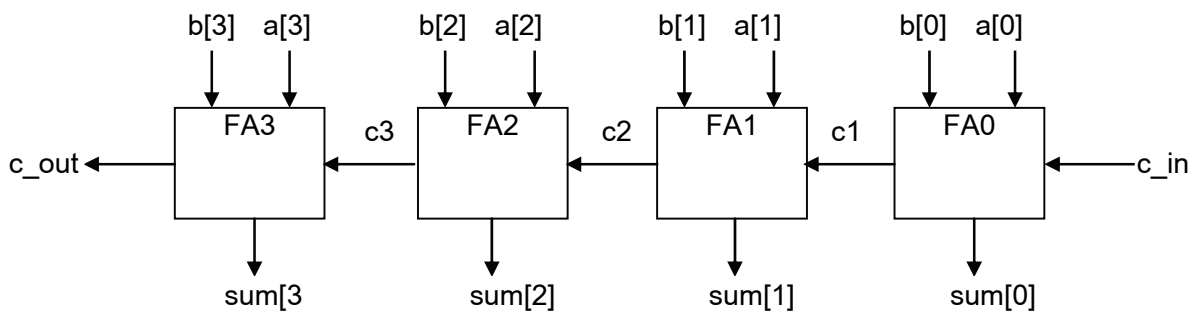 b[3] a[3] b[2] a[2] b[1] a[1] b[0] a[0]
FA3 FA2 FA1 FA0
c3 c2 c1
c_out c_in
sum[3 sum[2] sum[1] sum[0]